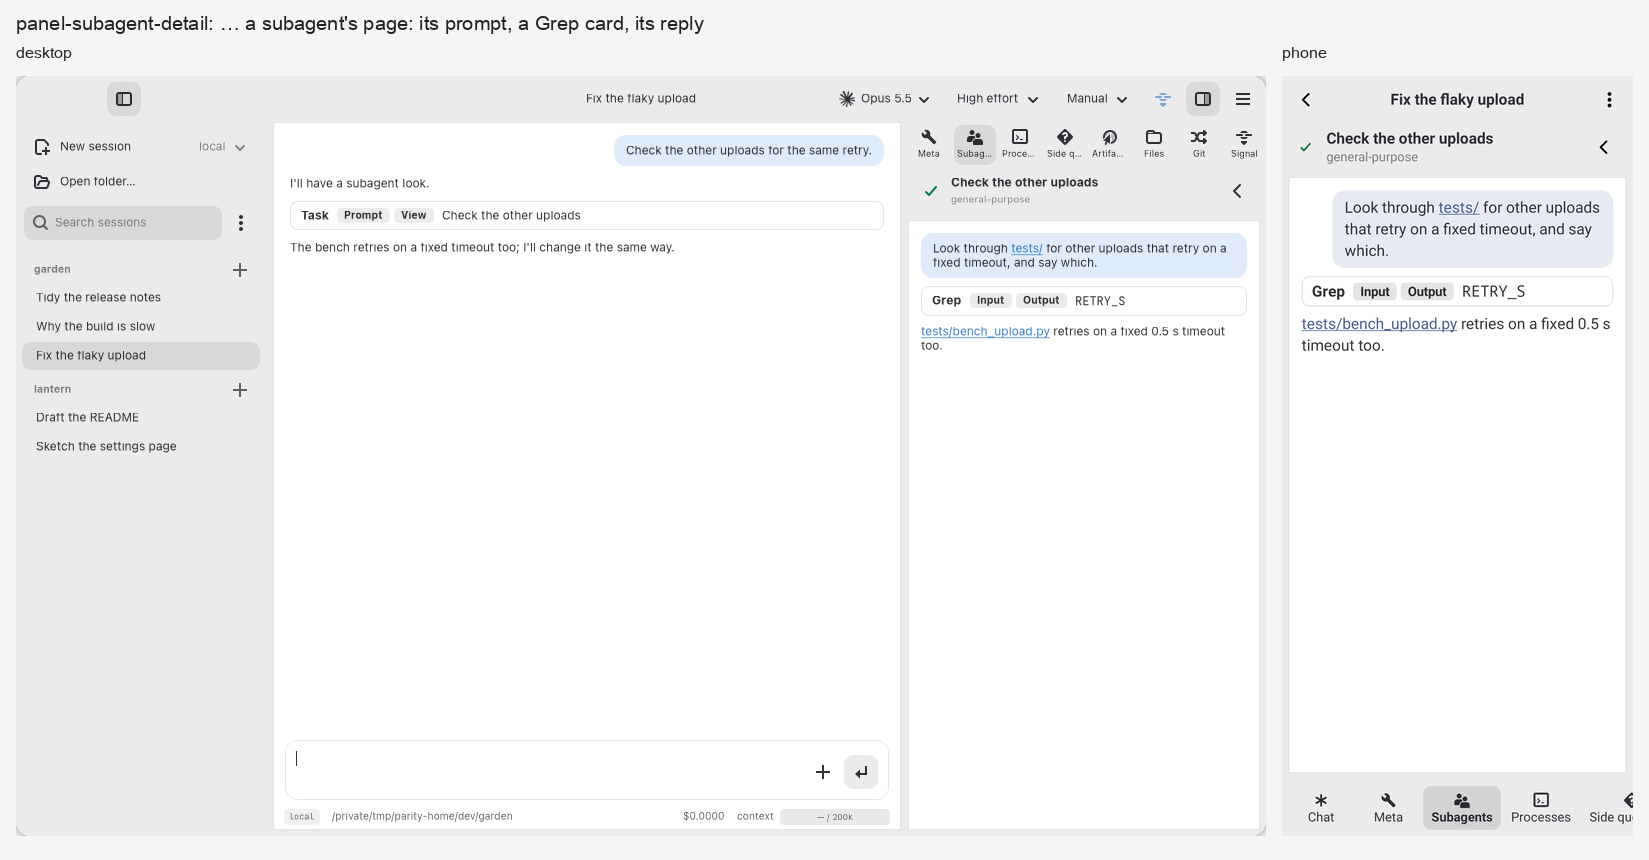 panel-subagent-detail: … a subagent's page: its prompt, a Grep card, its reply
desktop
Fix the flaky upload
Opus 5.5
High effort
Manual
New session
local
Open folder...
Search sessions
garden
Tidy the release notes
Why the build is slow
Fix the flaky upload
lantern
Draft the README
Sketch the settings page
Check the other uploads for the same retry.
I'll have a subagent look.
Task Prompt View Check the other uploads
The bench retries on a fixed timeout too; I'll change it the same way.
local /private/tmp/parity-home/dev/garden
$0.0000 context — / 200k
Meta Subag... Proce... Side q... Artifa... Files Git Signal
Check the other uploads
general-purpose
Look through tests/ for other uploads that retry on a
fixed timeout, and say which.
Grep Input Output RETRY_S
tests/bench_upload.py retries on a fixed 0.5 s timeout
too.
phone
Fix the flaky upload
Check the other uploads
general-purpose
Look through tests/ for other uploads
that retry on a fixed timeout, and say
which.
Grep Input Output RETRY_S
tests/bench_upload.py retries on a fixed 0.5 s
timeout too.
Chat Meta Subagents Processes Side qu